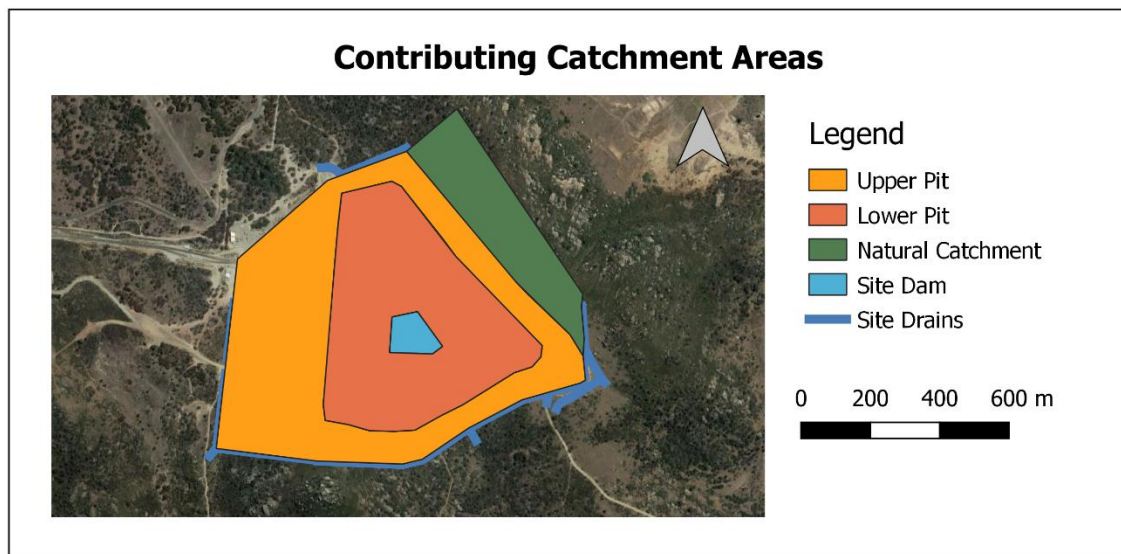 Contributing Catchment Areas
Legend
Upper Pit
Lower Pit
Natural Catchment
Site Dam
Site Drains
0 200 400 600 m